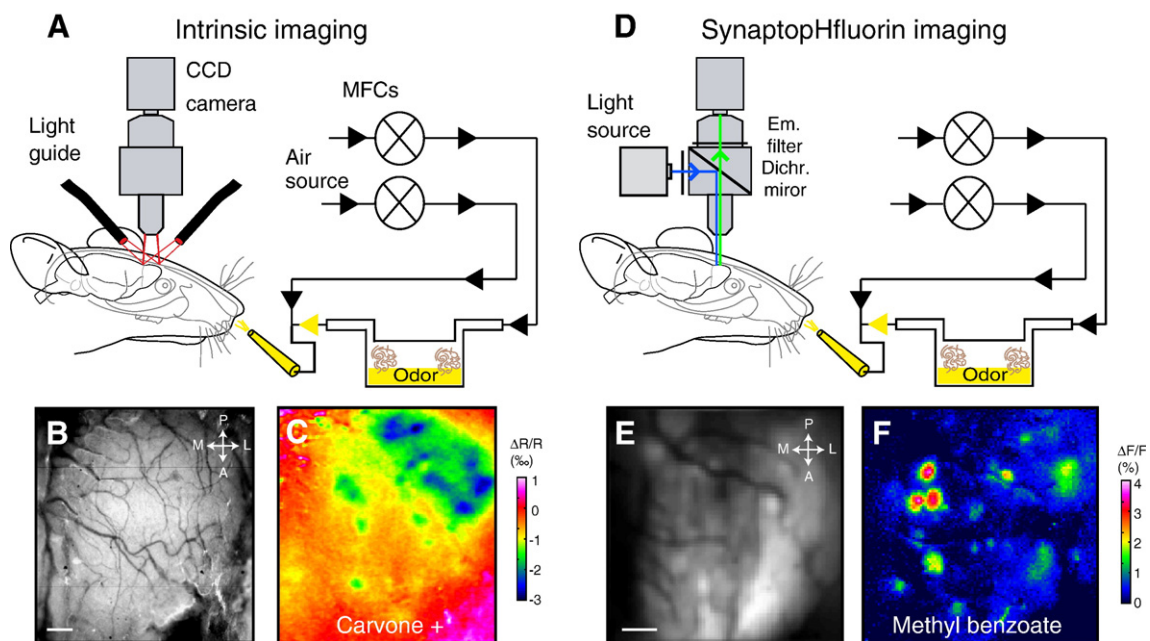 A
Intrinsic imaging
CCD
camera
Light
guide
MFCs
Air
source
Odor
D
SynaptopHfluorin imaging
Light
source
Em.
filter
Dichr.
miror
Odor
B
P
M
L
A
C
Carvone +
ΔR/R
(‰)
1
0
-1
-2
-3
E
P
M
L
A
F
Methyl benzoate
ΔF/F
(%)
4
3
2
1
0